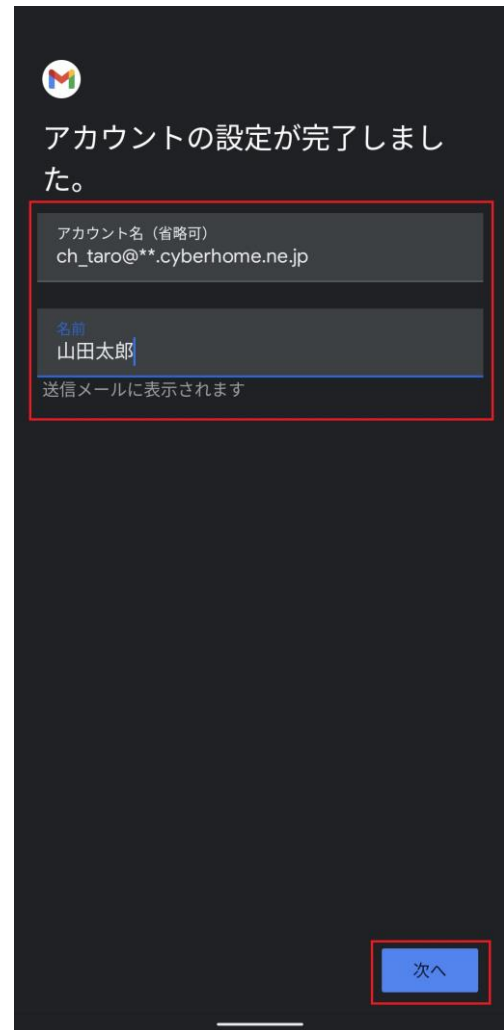 アカウントの設定が完了しまし
た。
アカウント名（省略可）
ch_taro@**.cyberhome.ne.jp
名前
山田太郎
送信メールに表示されます
次へ